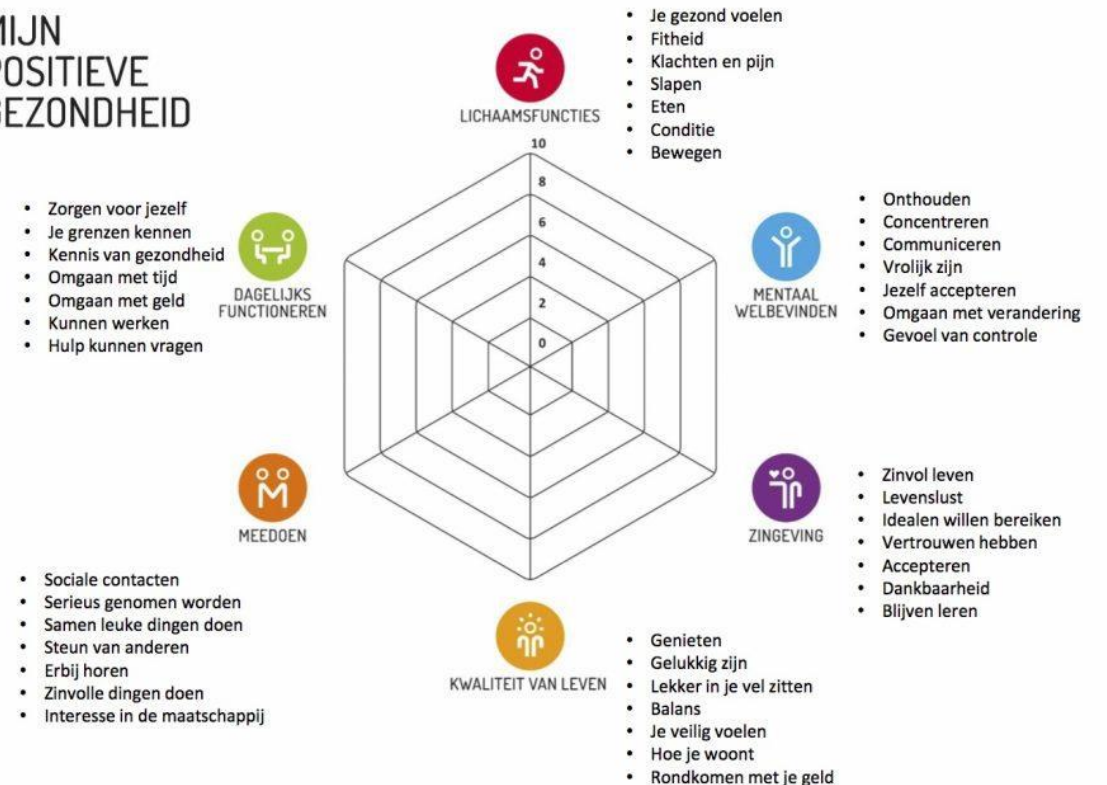 MIJN
POSITIEVE
GEZONDHEID
LICHAAMSFUNCTIES
• Je gezond voelen
• Fitheid
• Klachten en pijn
• Slapen
• Eten
• Conditie
• Bewegen
10
8
6
4
2
0
MENTAAL
WELBEVINDEN
• Onthouden
• Concentreren
• Communiceren
• Vrolijk zijn
• Jezelf accepteren
• Omgaan met verandering
• Gevoel van controle
ZINGEVING
• Zinvol leven
• Levenslust
• Idealen willen bereiken
• Vertrouwen hebben
• Accepteren
• Dankbaarheid
• Blijven leren
KWALITEIT VAN LEVEN
• Genieten
• Gelukkig zijn
• Lekker in je vel zitten
• Balans
• Je veilig voelen
• Hoe je woont
• Rondkomen met je geld
MEEDOEN
• Sociale contacten
• Serieus genomen worden
• Samen leuke dingen doen
• Steun van anderen
• Erbij horen
• Zinvolle dingen doen
• Interesse in de maatschappij
DAGELIJKS
FUNCTIONEREN
• Zorgen voor jezelf
• Je grenzen kennen
• Kennis van gezondheid
• Omgaan met tijd
• Omgaan met geld
• Kunnen werken
• Hulp kunnen vragen